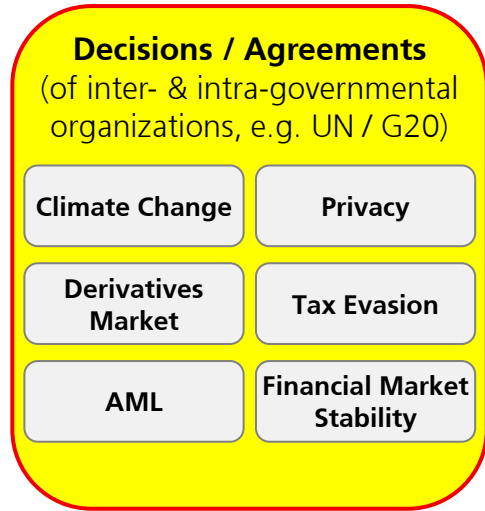 Decisions / Agreements
(of inter- & intra-governmental
organizations, e.g. UN / G20)
Climate Change
Privacy
Derivatives
Market
Tax Evasion
AML
Financial Market
Stability